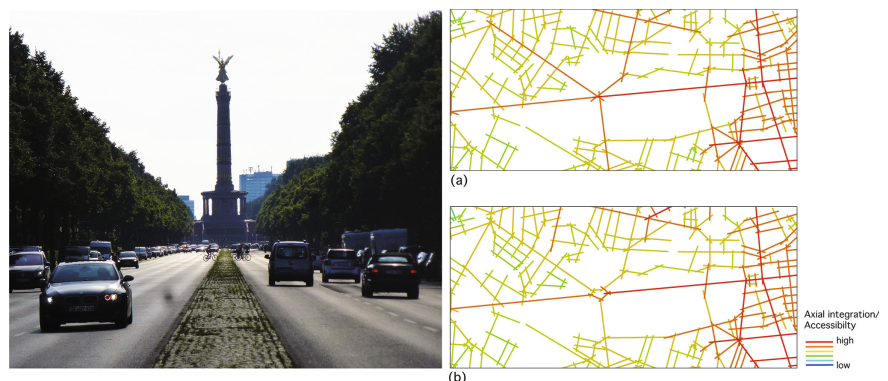 (a)
(b)
Axial integration/
Accessibilty
high
low